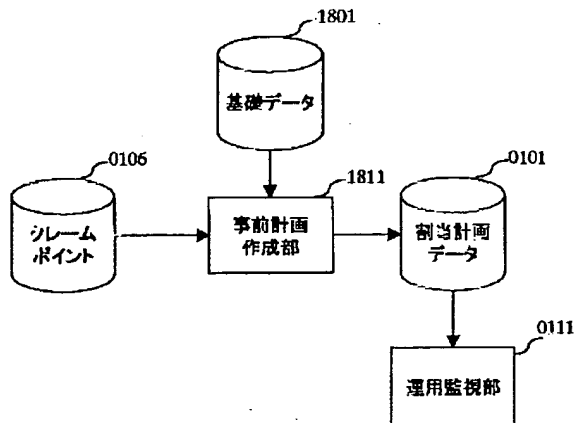 1801
基礎データ
0106
クレーム
ポイント
1811
事前計画
作成部
0101
割当計画
データ
0111
運用監視部